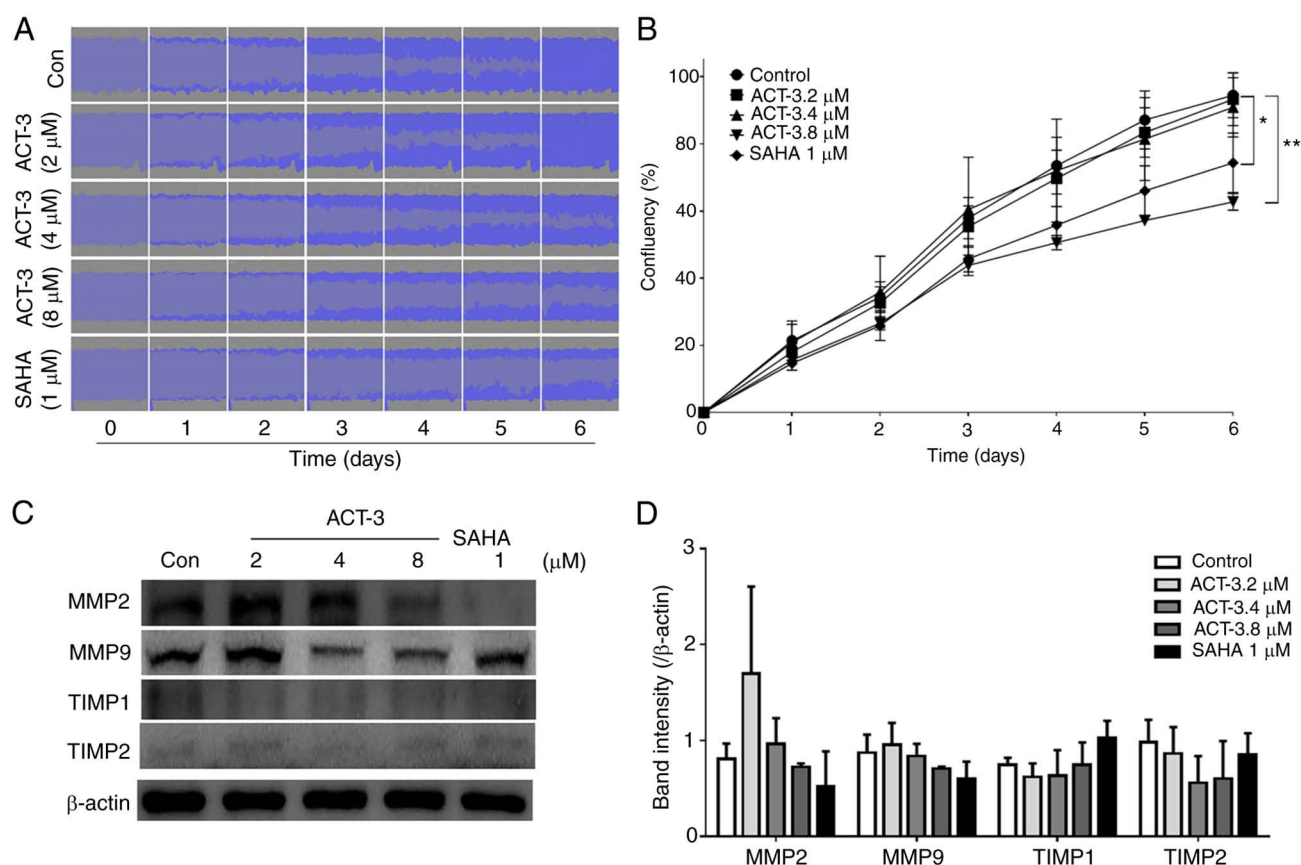 A
Con
ACT-3
(2 μM)
ACT-3
(4 μM)
ACT-3
(8 μM)
SAHA
(1 μM)
0 1 2 3 4 5 6
Time (days)
B
Confluency (%)
100
80
40
40
20
0
0 1 2 3 4 5 6
Time (days)
Control
ACT-3.2 μM
ACT-3.4 μM
ACT-3.8 μM
SAHA 1 μM
*
**
C
ACT-3
SAHA
Con 2 4 8 1 (μM)
MMP2
MMP9
TIMP1
TIMP2
β-actin
D
Band intensity (/β-actin)
3
2
1
0
MMP2 MMP9 TIMP1 TIMP2
Control
ACT-3.2 μM
ACT-3.4 μM
ACT-3.8 μM
SAHA 1 μM